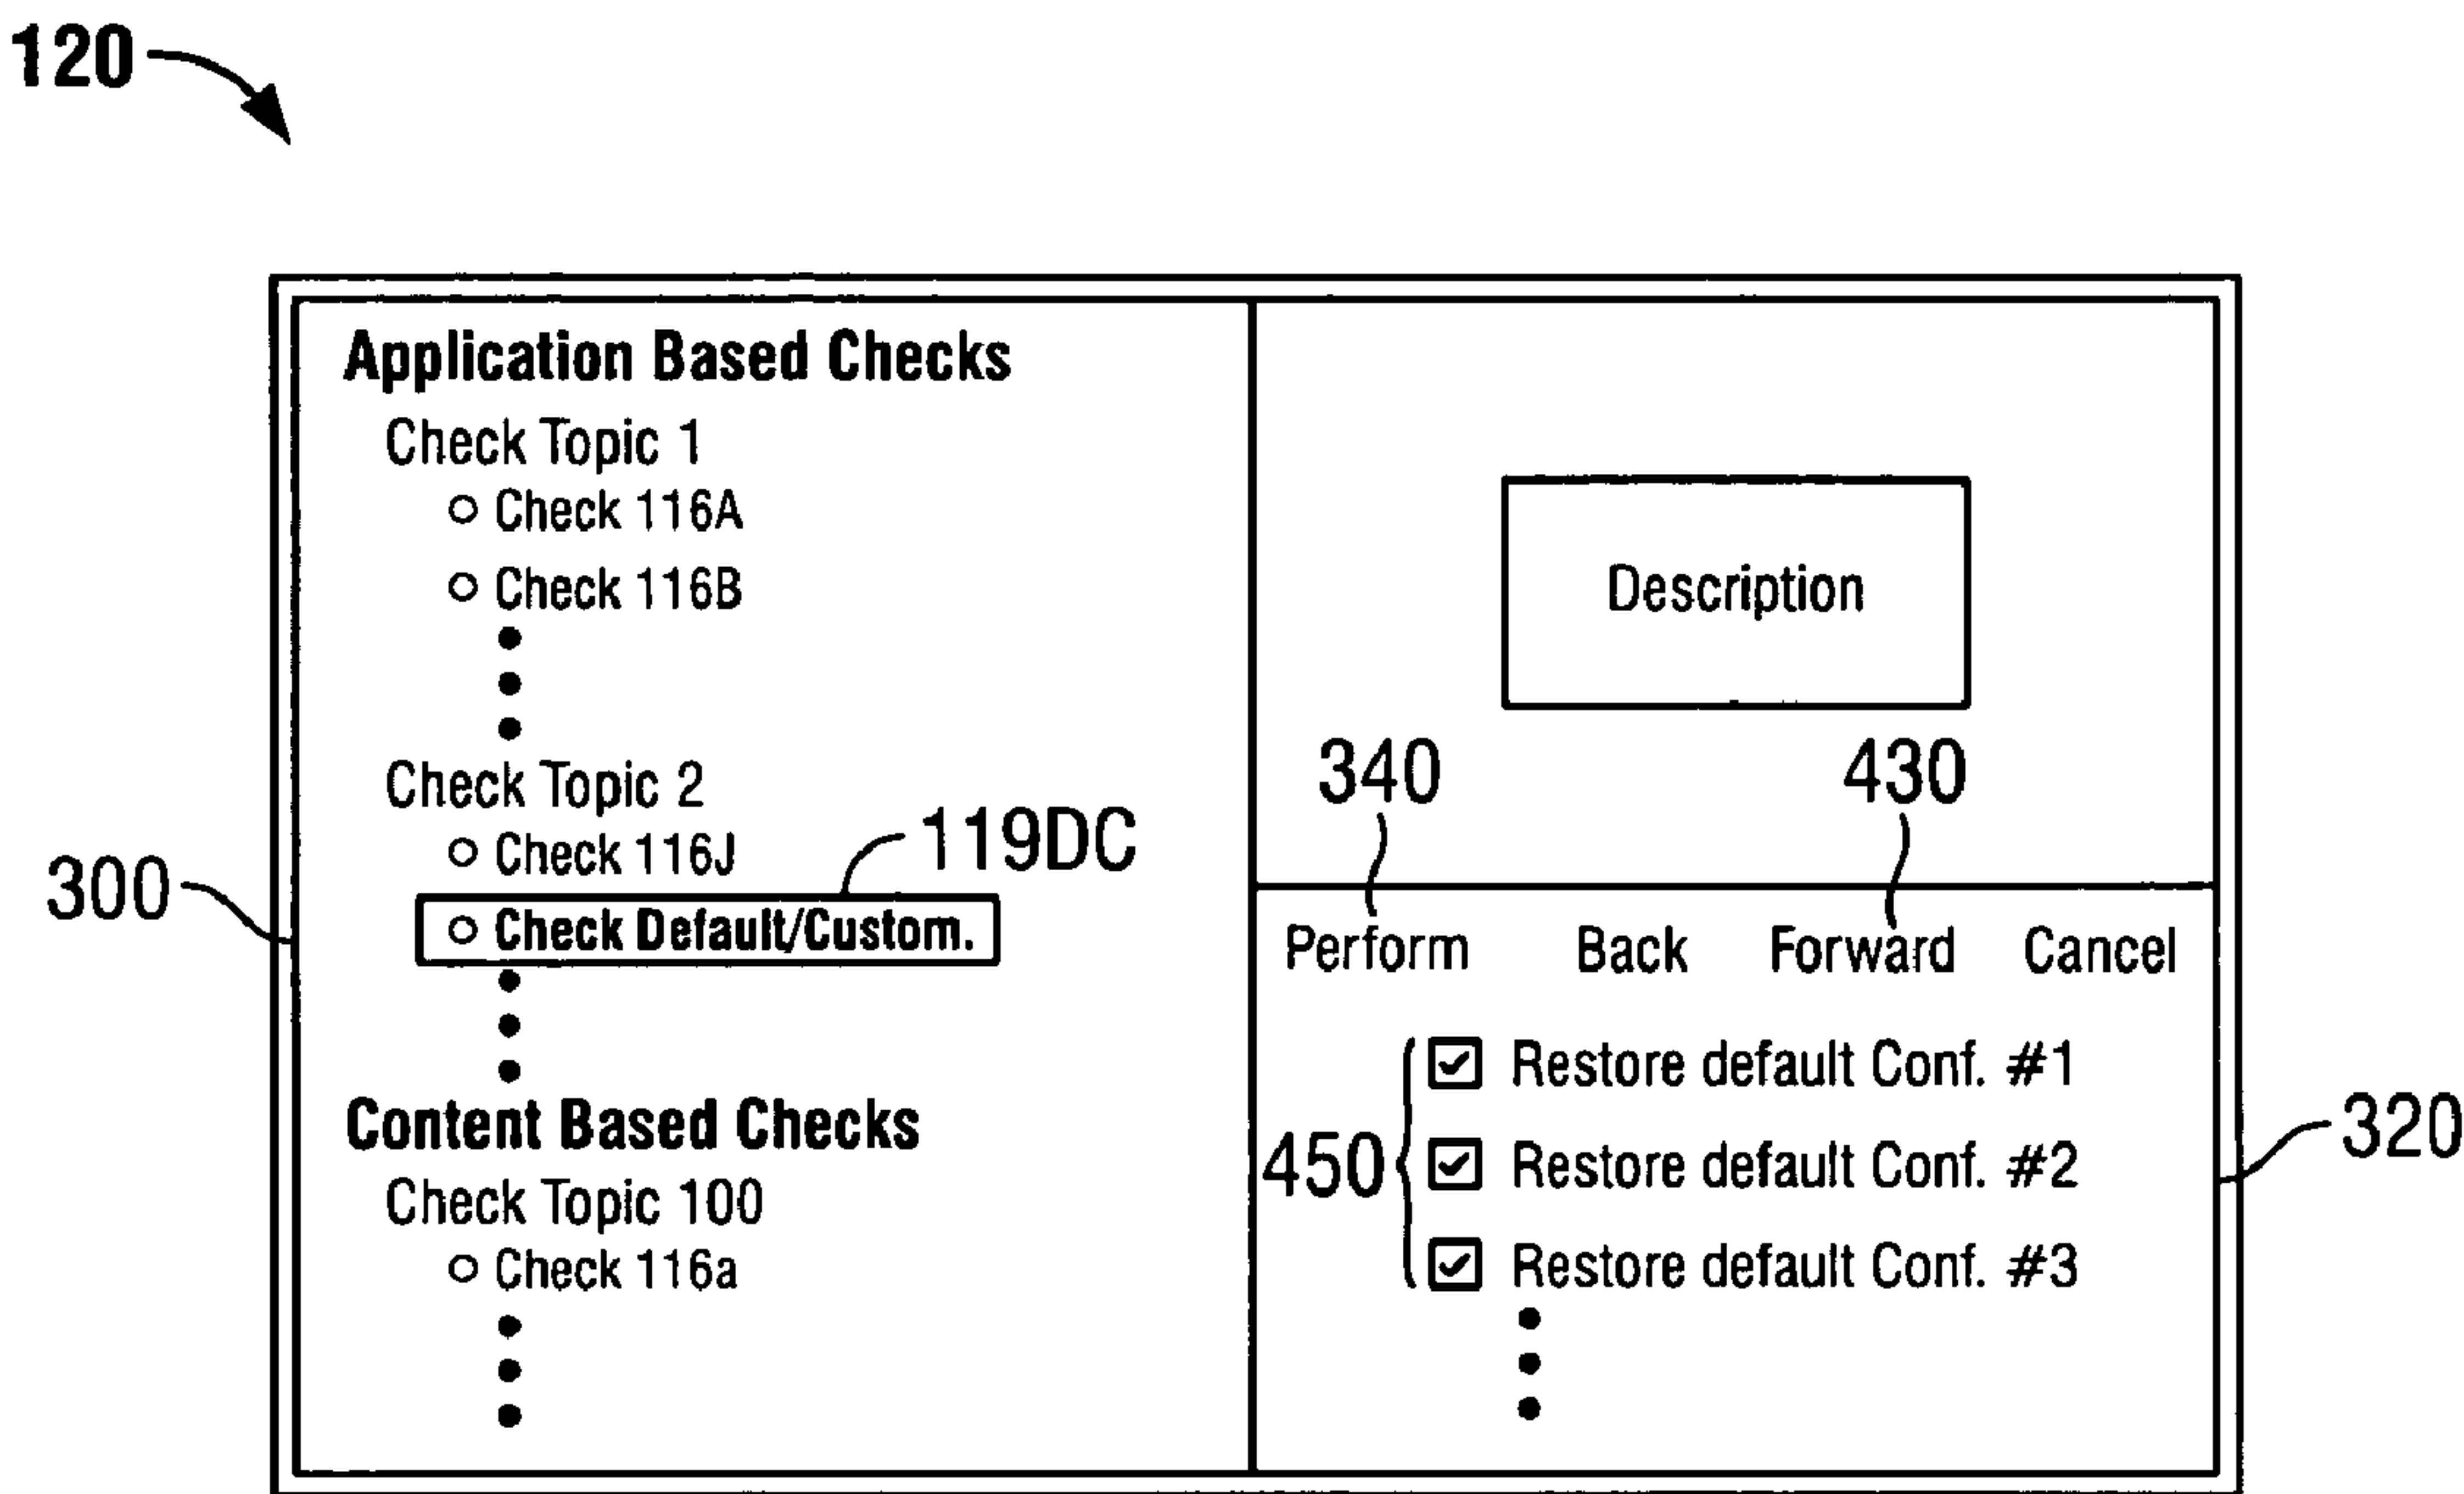 120
Application Based Checks
Check Topic 1
Check 116A
Check 116B
Check Topic 2
Check 116J
119DC
300
Check Default/Custom.
Content Based Checks
Check Topic 100
Check 116a
Description
340 430
Perform Back Forward Cancel
Restore default Conf. #1
450
Restore default Conf. #2
320
Restore default Conf. #3